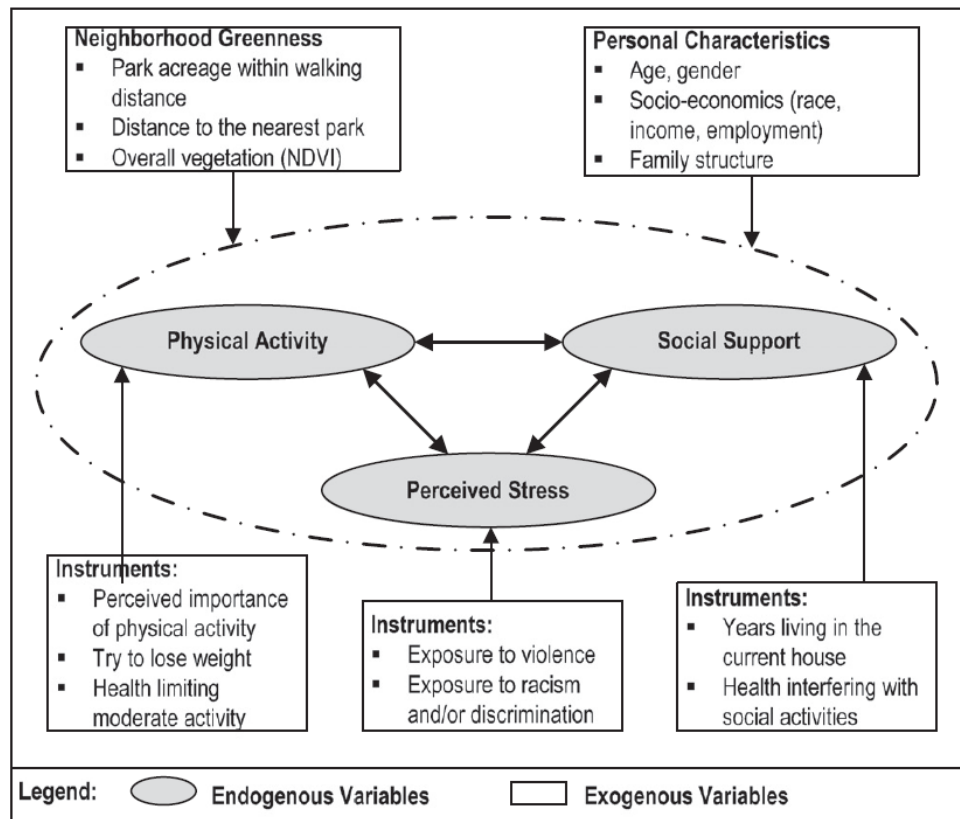 Neighborhood Greenness
▪ Park acreage within walking
distance
▪ Distance to the nearest park
▪ Overall vegetation (NDVI)
Personal Characteristics
▪ Age, gender
▪ Socio-economics (race,
income, employment)
▪ Family structure
Physical Activity
Social Support
Perceived Stress
Instruments:
▪ Perceived importance
of physical activity
▪ Try to lose weight
▪ Health limiting
moderate activity
Instruments:
▪ Exposure to violence
▪ Exposure to racism
and/or discrimination
Instruments:
▪ Years living in the
current house
▪ Health interfering with
social activities
Legend:
Endogenous Variables
Exogenous Variables